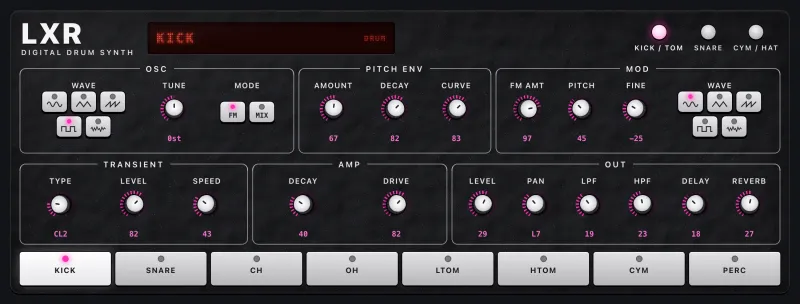 LXR
DIGITAL DRUM SYNTH
KICK
DRUM
KICK / TOM SNARE CYM / HAT
OSC PITCH ENV MOD
WAVE TUNE MODE AMOUNT DECAY CURVE FM AMT PITCH FINE WAVE
FM MIX
0st 67 82 83 97 45 −25
TRANSIENT AMP OUT
TYPE LEVEL SPEED DECAY DRIVE LEVEL PAN LPF HPF DELAY REVERB
CL2 82 43 40 82 29 L7 19 23 18 27
KICK SNARE CH OH LTOM HTOM CYM PERC